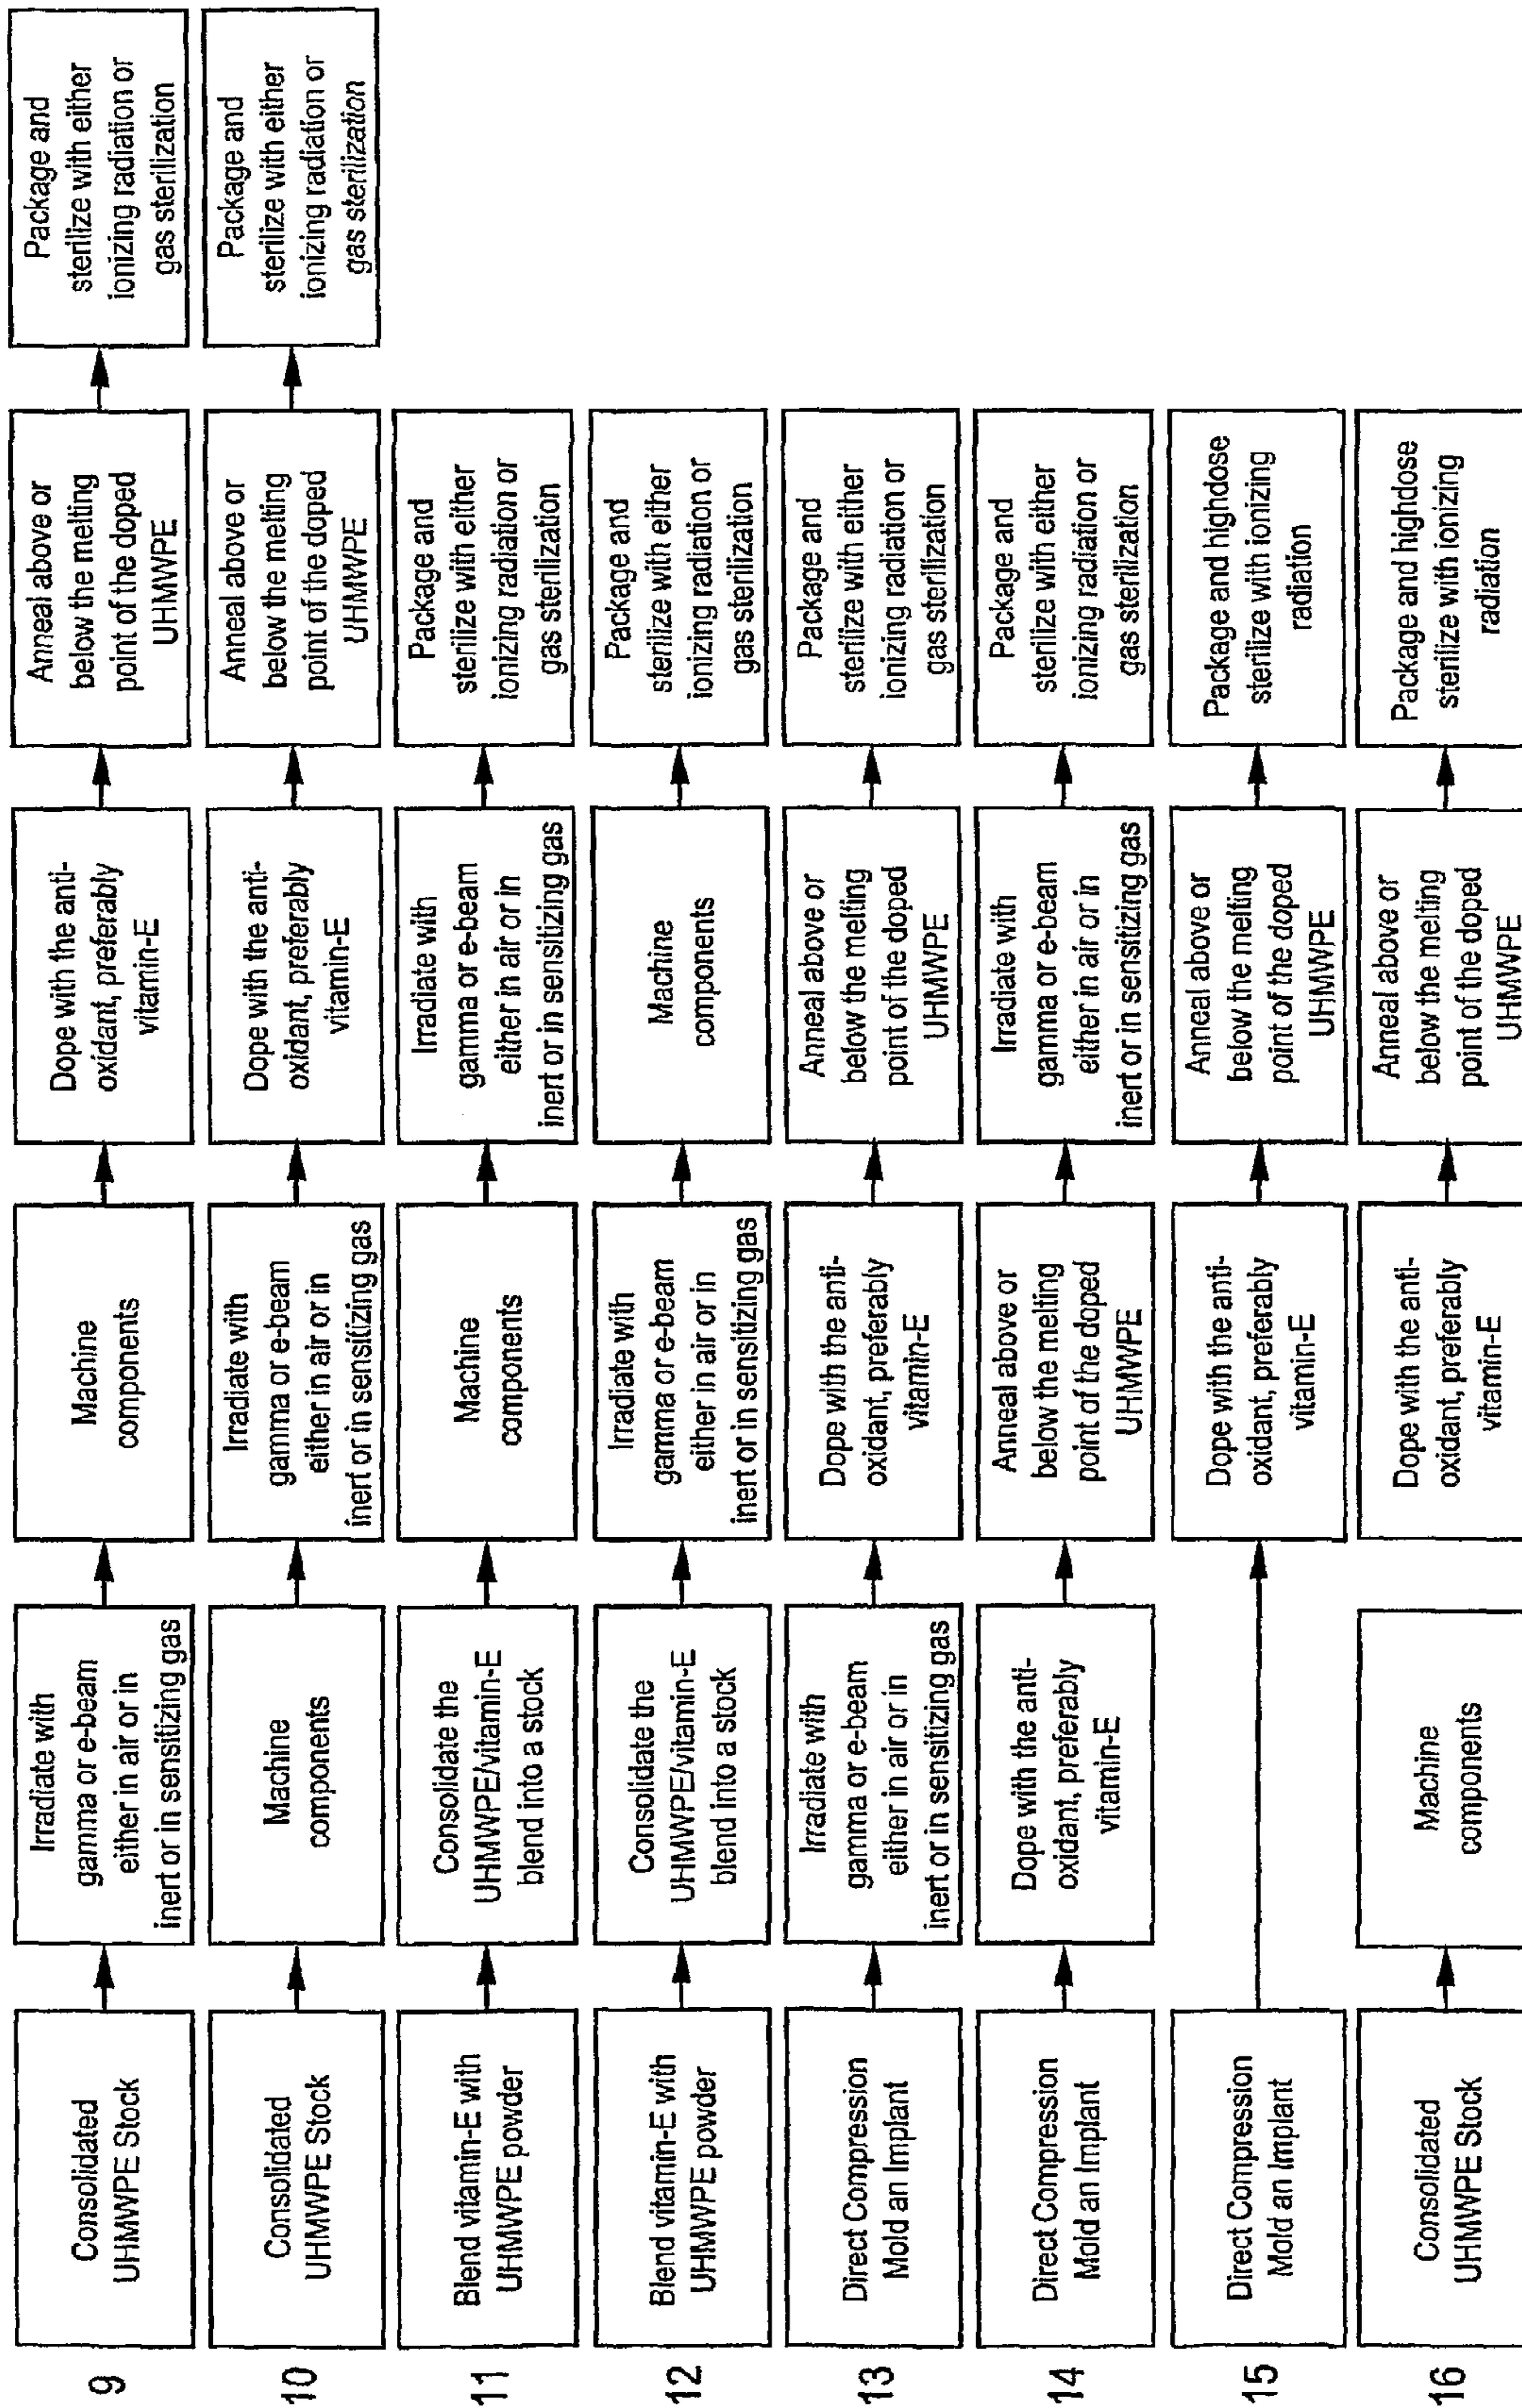 9
Consolidated
UHMWPE Stock
Irradiate with
gamma or e-beam
either in air or in
inert or in sensitizing gas
Machine
components
Dope with the anti-
oxidant, preferably
vitamin-E
Anneal above or
below the melting
point of the doped
UHMWPE
Package and
sterilize with either
ionizing radiation or
gas sterilization
10
Consolidated
UHMWPE Stock
Machine
components
Irradiate with
gamma or e-beam
either in air or in
inert or in sensitizing gas
Dope with the anti-
oxidant, preferably
vitamin-E
Anneal above or
below the melting
point of the doped
UHMWPE
Package and
sterilize with either
ionizing radiation or
gas sterilization
11
Blend vitamin-E with
UHMWPE powder
Consolidate the
UHMWPE/vitamin-E
blend into a stock
Machine
components
Irradiate with
gamma or e-beam
either in air or in
inert or in sensitizing gas
Package and
sterilize with either
ionizing radiation or
gas sterilization
12
Blend vitamin-E with
UHMWPE powder
Consolidate the
UHMWPE/vitamin-E
blend into a stock
Irradiate with
gamma or e-beam
either in air or in
inert or in sensitizing gas
Machine
components
Package and
sterilize with either
ionizing radiation or
gas sterilization
13
Direct Compression
Mold an Implant
Irradiate with
gamma or e-beam
either in air or in
inert or in sensitizing gas
Dope with the anti-
oxidant, preferably
vitamin-E
Anneal above or
below the melting
point of the doped
UHMWPE
Package and
sterilize with either
ionizing radiation or
gas sterilization
14
Direct Compression
Mold an Implant
Dope with the anti-
oxidant, preferably
vitamin-E
Anneal above or
below the melting
point of the doped
UHMWPE
Irradiate with
gamma or e-beam
either in air or in
inert or in sensitizing gas
Package and
sterilize with either
ionizing radiation or
gas sterilization
15
Direct Compression
Mold an Implant
Dope with the anti-
oxidant, preferably
vitamin-E
Anneal above or
below the melting
point of the doped
UHMWPE
Package and highdose
sterilize with ionizing
radiation
16
Consolidated
UHMWPE Stock
Machine
components
Dope with the anti-
oxidant, preferably
vitamin-E
Anneal above or
below the melting
point of the doped
UHMWPE
Package and highdose
sterilize with ionizing
radiation